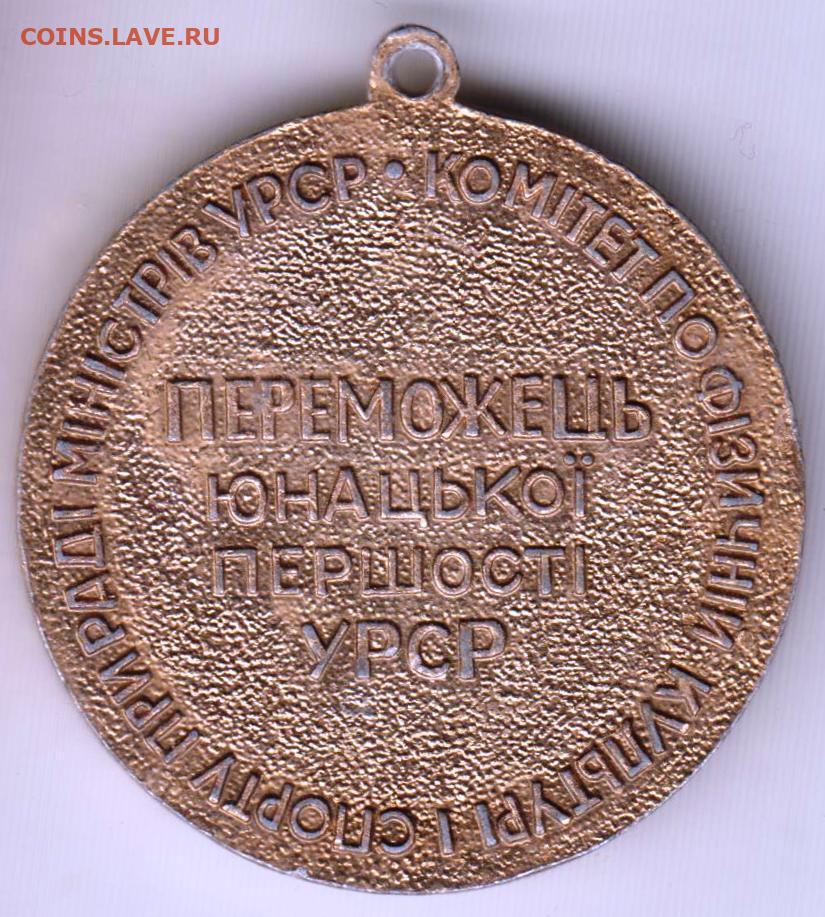 COINS.LAVE.RU
КОМІТЕТ ПО ФІЗИЧНІЙ КУЛЬТУРІ І СПОРТУ ПРИ РАДІ МІНІСТРІВ УРСР •
ПЕРЕМОЖЕЦЬ
ЮНАЦЬКОЇ
ПЕРШОСТІ
УРСР